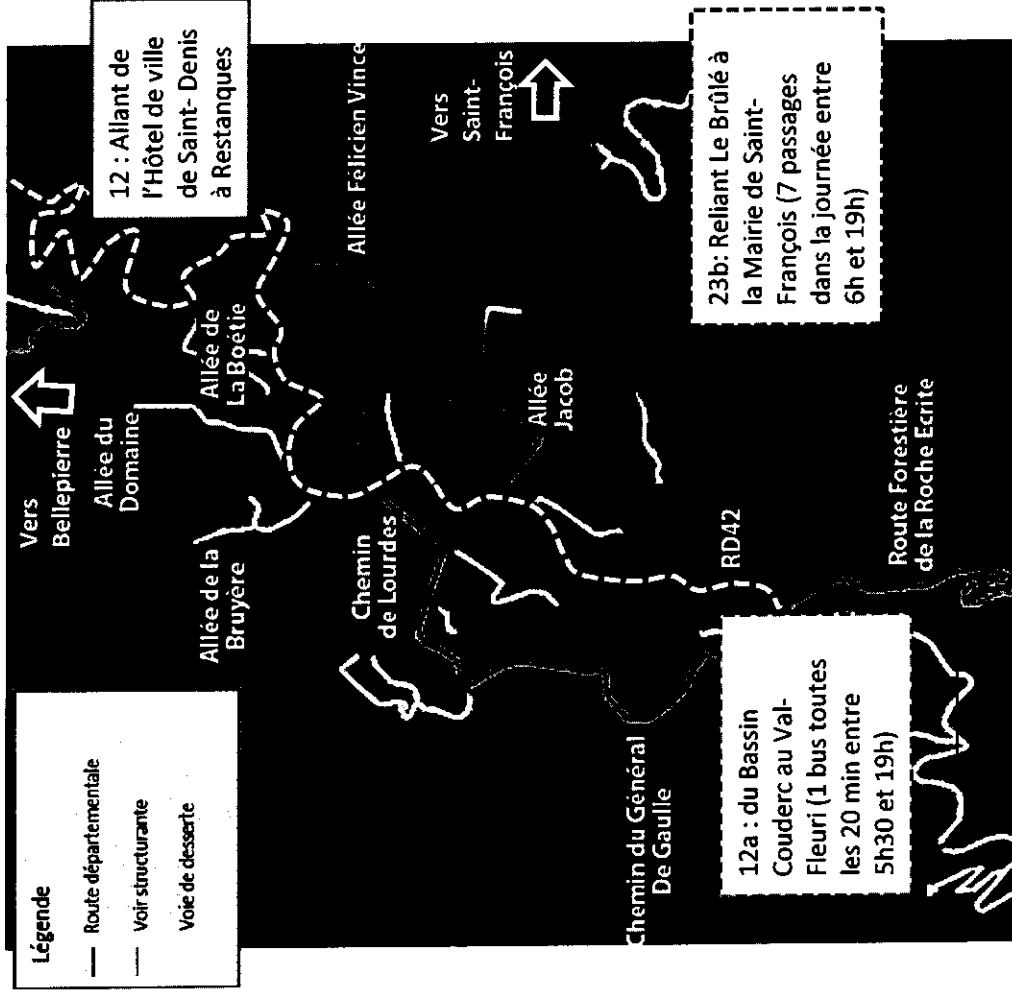 Légende
Route départementale
Voir structurante
Voie de desserte
Vers
Bellepierre
Allée du
Domaine
12 : Allant de
l'Hôtel de ville
de Saint- Denis
à Restanques
Allée de la
Bruyère
Allée de
La Boétie
Allée Félicien Vince
Chemin
de Lourdes
Vers
Saint-
François
Allée
Jacob
Chemin du Général
De Gaulle
RD42
12a : du Bassin
Couderc au Val-
Fleuri (1 bus toutes
les 20 min entre
5h30 et 19h)
23b: Reliant Le Brûlé à
la Mairie de Saint-
François (7 passages
dans la journée entre
6h et 19h)
Route Forestière
de la Roche Ecrite